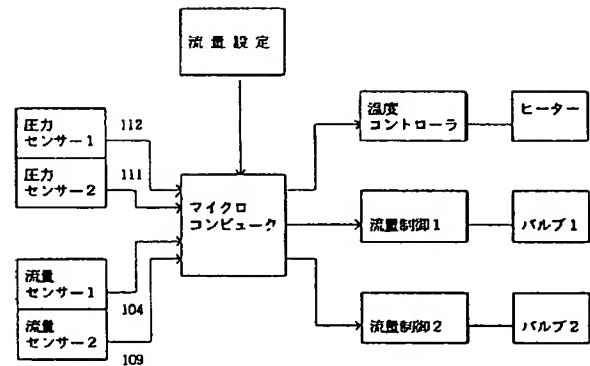 流量設定
圧力
センサー1
112
圧力
センサー2
111
流量
センサー1
104
流量
センサー2
109
マイクロ
コンピュータ
温度
コントローラ
ヒーター
流量制御1
バルブ1
流量制御2
バルブ2